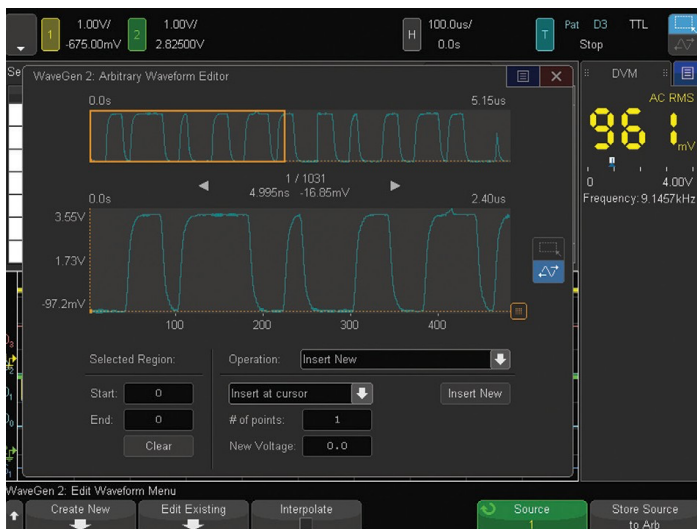 1 1.00V/ 2 1.00V/ H 100.0us/ T Pat D3 TTL
-675.00mV 2.82500V 0.0s Stop
Se WaveGen 2: Arbitrary Waveform Editor DVM
0.0s 5.15us AC RMS
961 mV
1 / 1031
4.995ns -16.85mV
0 4.00V
0.0s 2.40us Frequency: 9.1457kHz
3.55V
1.73V
-97.2mV
100 200 300 400
Selected Region: Operation: Insert New
Start: 0 Insert at cursor Insert New
End: 0 # of points: 1
Clear New Voltage: 0.0
WaveGen 2: Edit Waveform Menu
Create New Edit Existing Interpolate Source Store Source
1 to Arb